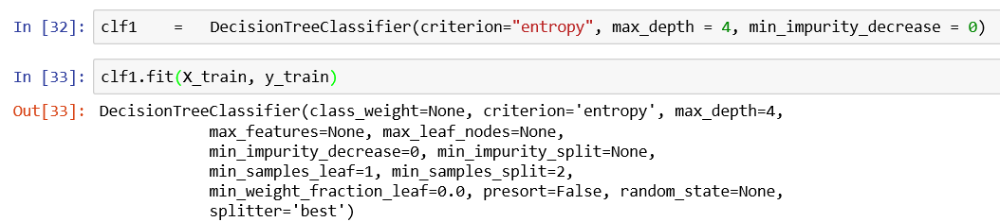 In [32]: clf1    =   DecisionTreeClassifier(criterion="entropy", max_depth = 4, min_impurity_decrease = 0)
In [33]: clf1.fit(X_train, y_train)
Out[33]: DecisionTreeClassifier(class_weight=None, criterion='entropy', max_depth=4,
            max_features=None, max_leaf_nodes=None,
            min_impurity_decrease=0, min_impurity_split=None,
            min_samples_leaf=1, min_samples_split=2,
            min_weight_fraction_leaf=0.0, presort=False, random_state=None,
            splitter='best')